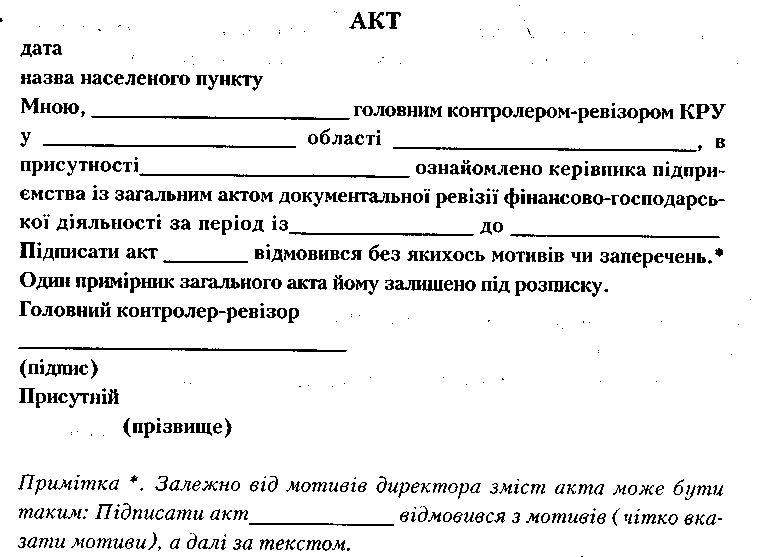 АКТ
дата
назва населеного пункту
Мною, ______________________ головним контролером-ревізором КРУ
у ______________________ області ______________________, в
присутності______________________ ознайомлено керівника підпри-
ємства із загальним актом документальної ревізії фінансово-господарсь-
кої діяльності за період із________________ до __________________
Підписати акт _______ відмовився без якихось мотивів чи заперечень.*
Один примірник загального акта йому залишено під розписку.
Головний контролер-ревізор
___________________________
(підпис)
Присутній
(прізвище)
Примітка *. Залежно від мотивів директора зміст акта може бути
таким: Підписати акт____________ відмовився з мотивів ( чітко вка-
зати мотиви), а далі за текстом.